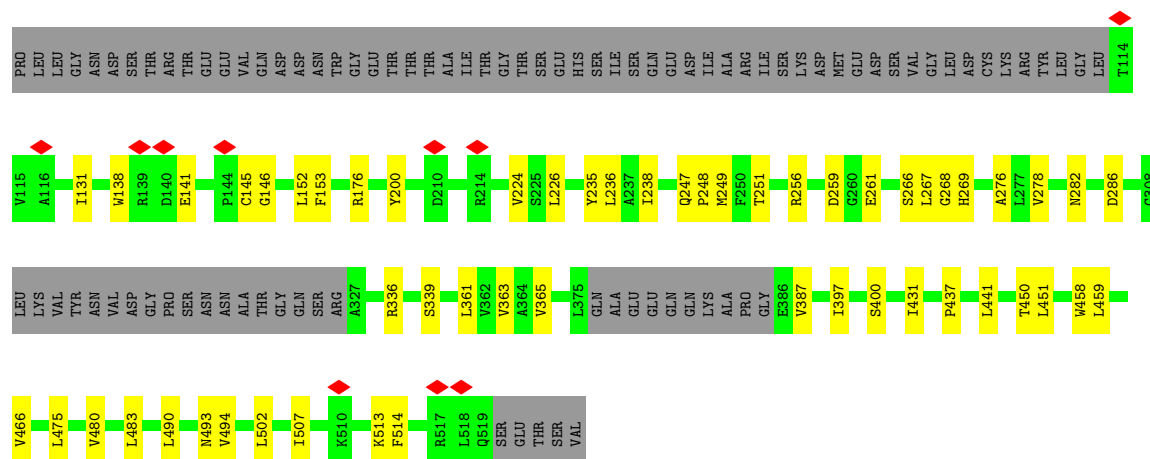 PRO LEU LEU GLY ASN ASP SER THR ARG THR GLU GLU VAL GLN ASP ASP ASN TRP GLY GLU THR THR THR ALA ILE THR GLY THR SER GLU HIS SER ILE SER GLN GLU ASP ILE ALA ARG ILE SER LYS ASP MET GLU ASP SER VAL GLY LEU ASP CYS LYS ARG TYR LEU GLY LEU T114
V115 A116 I131 W138 R139 D140 E141 P144 C145 G146 L152 F153 R176 Y200 D210 R214 V224 S225 L226 Y235 L236 A237 I238 Q247 P248 M249 F250 T251 R256 D259 G260 E261 S266 L267 G268 H269 A276 L277 V278 N282 D286 G308
LEU LYS VAL TYR ASN VAL ASP GLY PRO SER ASN ASN ALA THR GLY GLN SER ARG A327 R336 S339 L361 V362 V363 A364 V365 L375 GLN ALA GLU GLU GLN GLN LYS ALA PRO GLY E386 V387 I397 S400 I431 P437 L441 T450 L451 W458 L459
V466 L475 V480 L483 L490 N493 V494 L502 I507 K510 K513 F514 R517 L518 Q519 SER GLU THR SER VAL